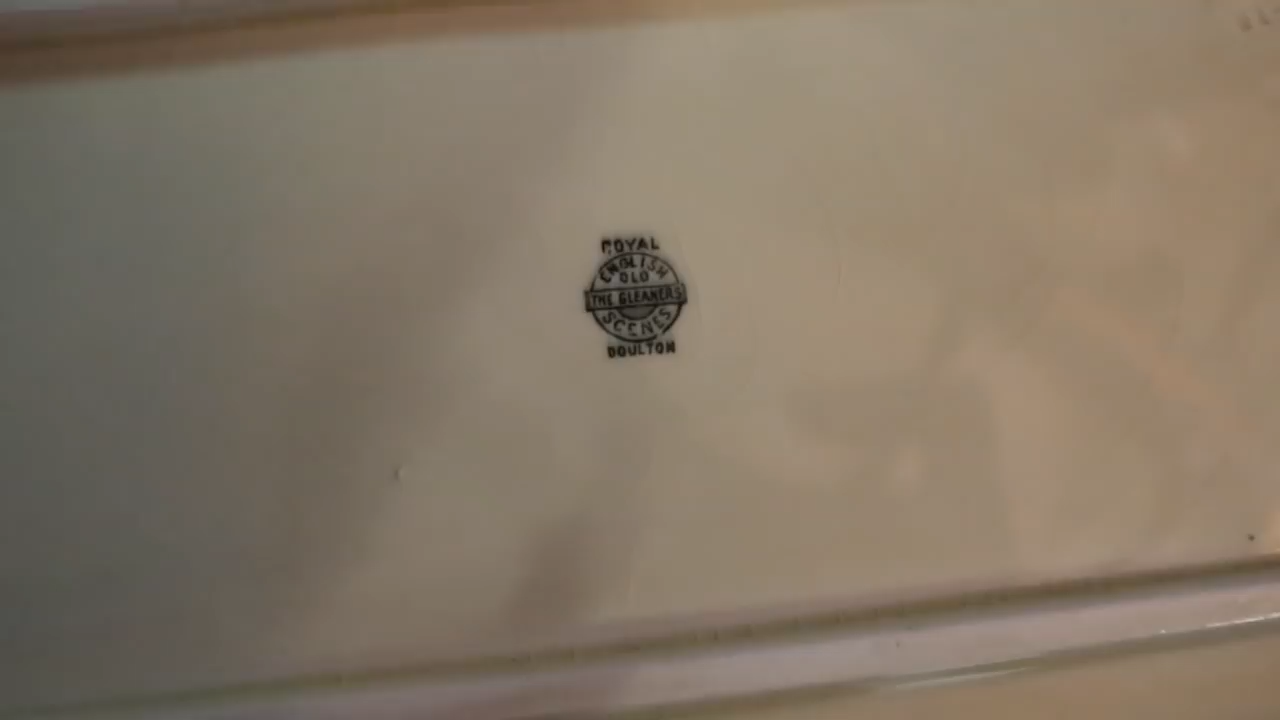 ROYAL
ENGLISH
OLD
THE GLEANERS
SCENES
DOULTON